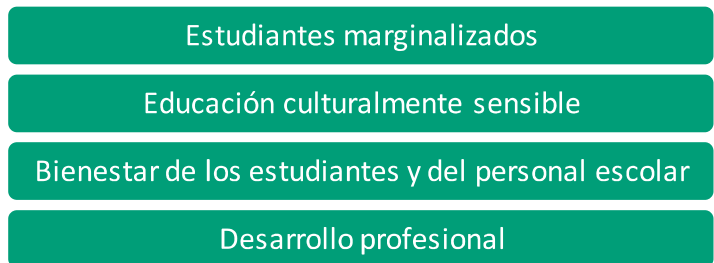 Estudiantes marginalizados
Educación culturalmente sensible
Bienestar de los estudiantes y del personal escolar
Desarrollo profesional